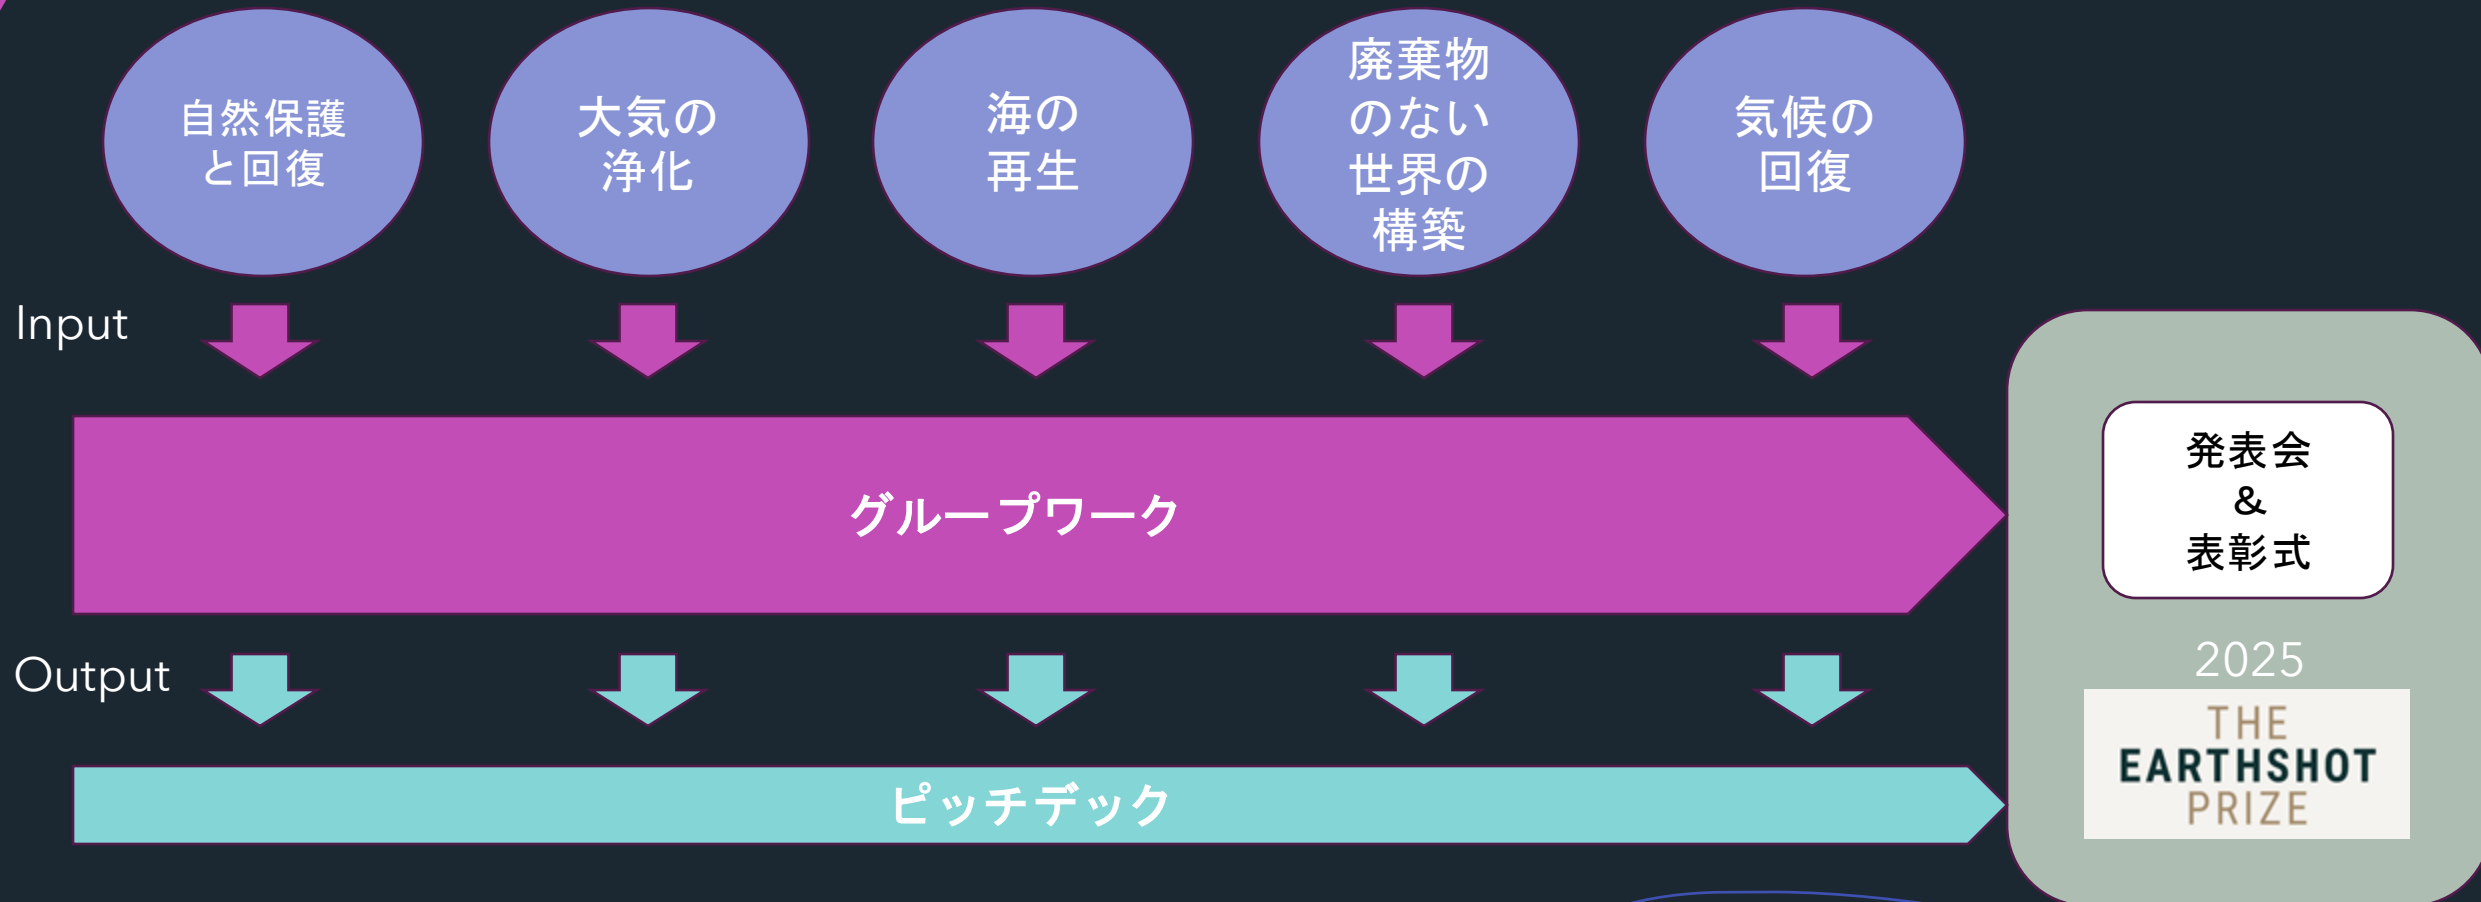 自然保護
と回復
大気の
浄化
海の
再生
廃棄物
のない
世界の
構築
気候の
回復
Input
グループワーク
Output
ピッチデック
発表会
&
表彰式
2025
THE
EARTHSHOT
PRIZE